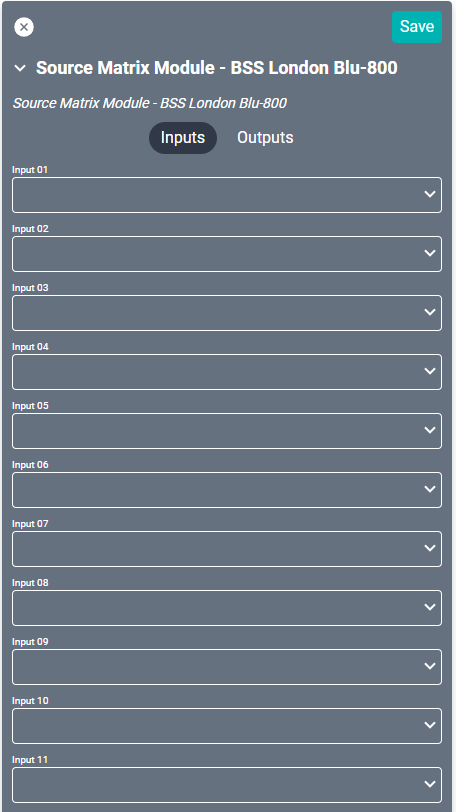 Save
Source Matrix Module - BSS London Blu-800
Source Matrix Module - BSS London Blu-800
Inputs Outputs
Input 01
Input 02
Input 03
Input 04
Input 05
Input 06
Input 07
Input 08
Input 09
Input 10
Input 11